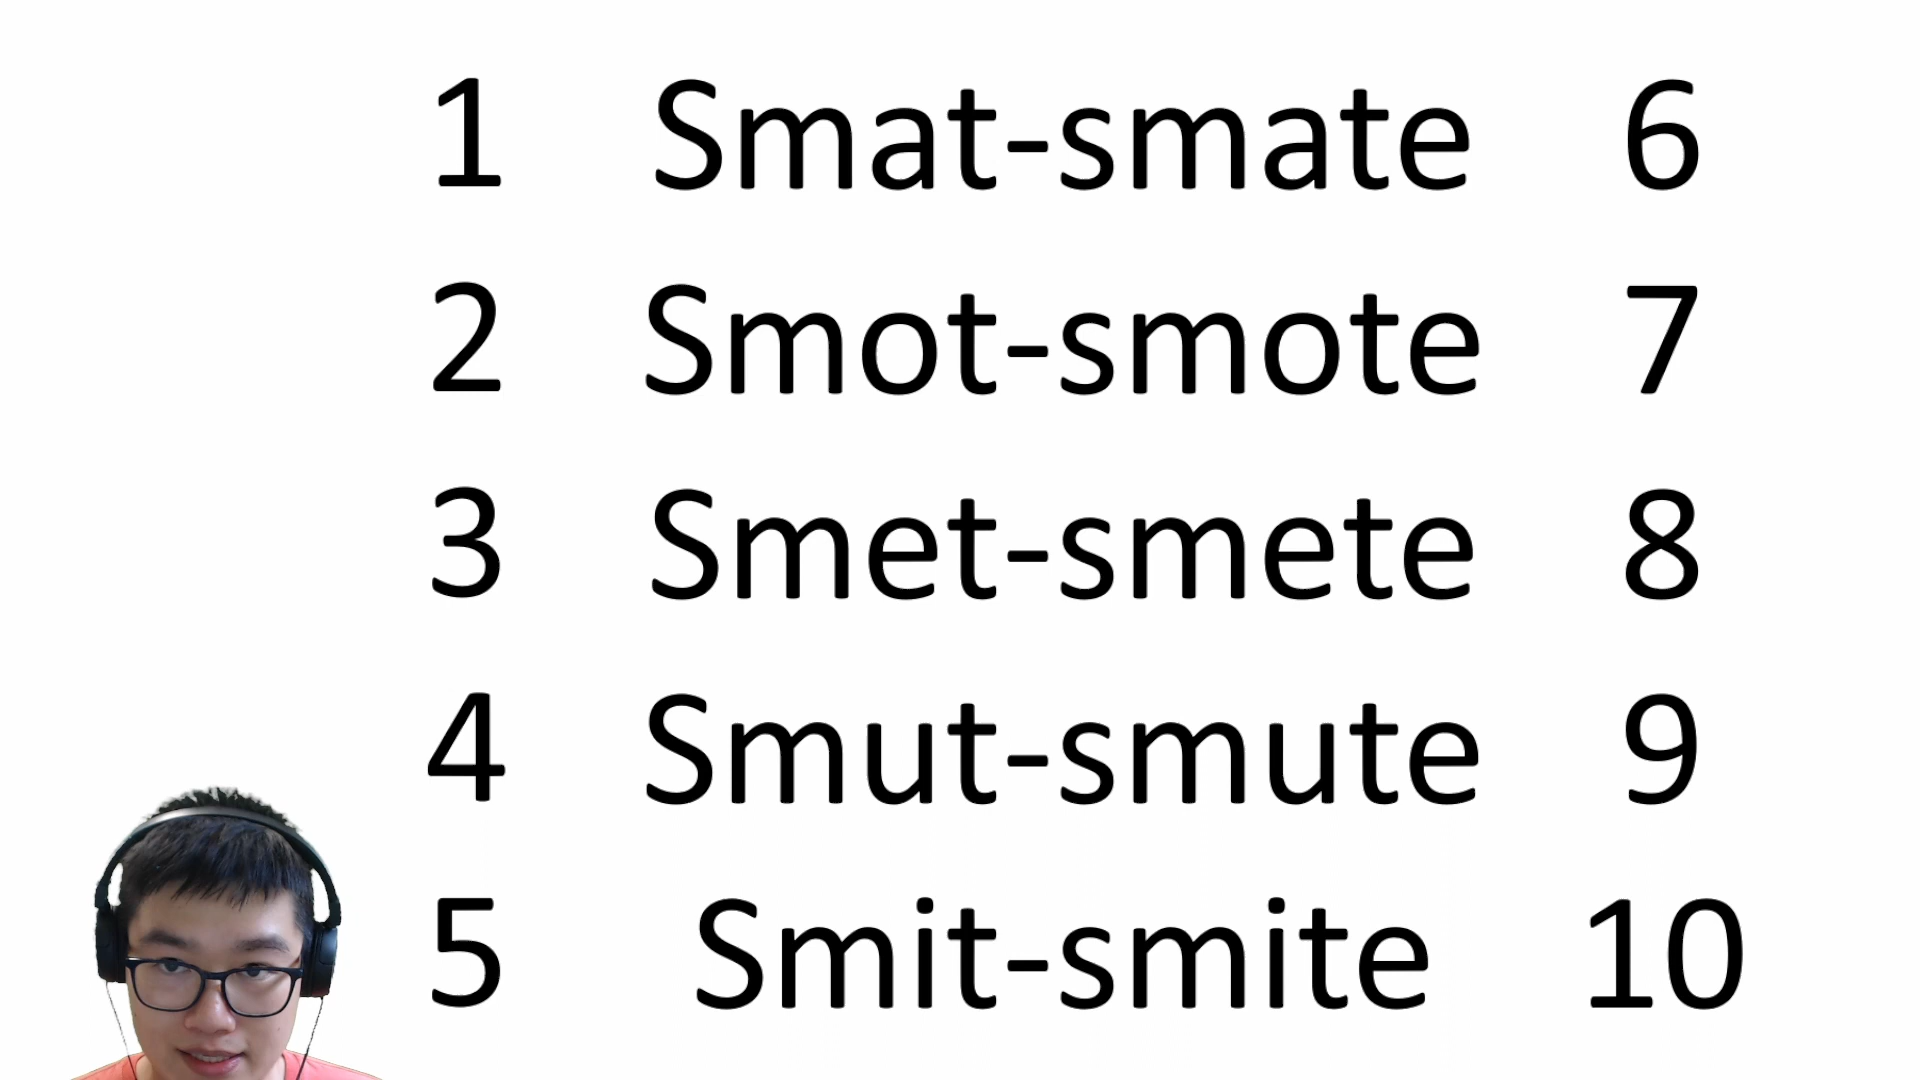 1 Smat-smate 6
2 Smot-smote 7
3 Smet-smete 8
4 Smut-smute 9
5 Smit-smite 10